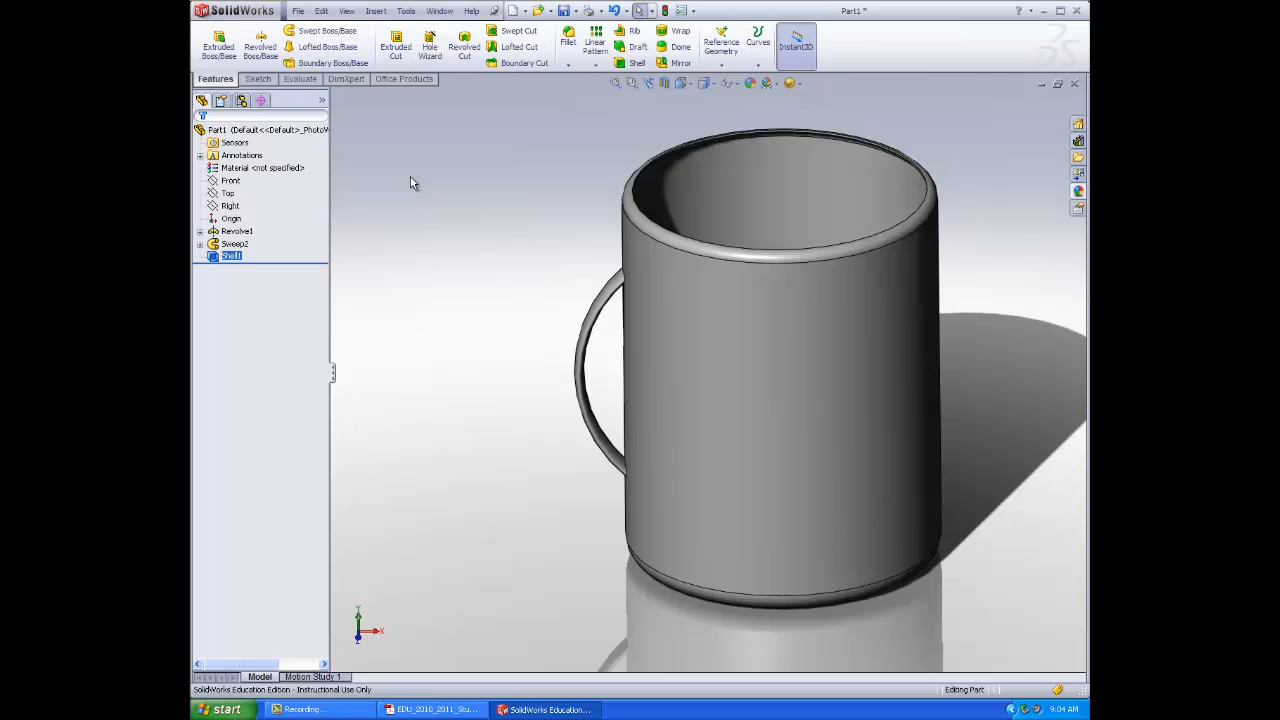 SolidWorks File Edit View Insert Tools Window Help Part1 *
Extruded Boss/Base Revolved Boss/Base Swept Boss/Base Lofted Boss/Base Boundary Boss/Base Extruded Cut Hole Wizard Revolved Cut Swept Cut Lofted Cut Boundary Cut Fillet Linear Pattern Rib Draft Shell Wrap Dome Mirror Reference Geometry Curves Instant3D
Features Sketch Evaluate DimXpert Office Products
Part1 (Default<<Default>_PhotoW
Sensors
Annotations
Material <not specified>
Front
Top
Right
Origin
Revolve1
Sweep2
Shell1
Y
X
Z
Model Motion Study 1
SolidWorks Education Edition - Instructional Use Only Editing Part
start Recording... EDU_2010_2011_Stu... SolidWorks Education... 9:04 AM